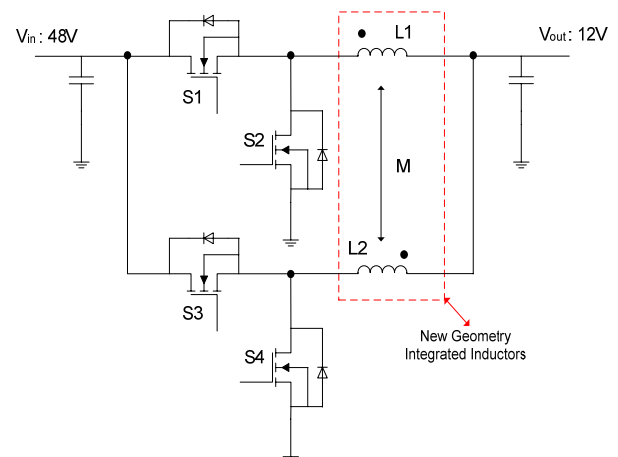 Vin : 48V
S1
L1
Vout : 12V
S2
M
L2
S3
S4
New Geometry
Integrated Inductors